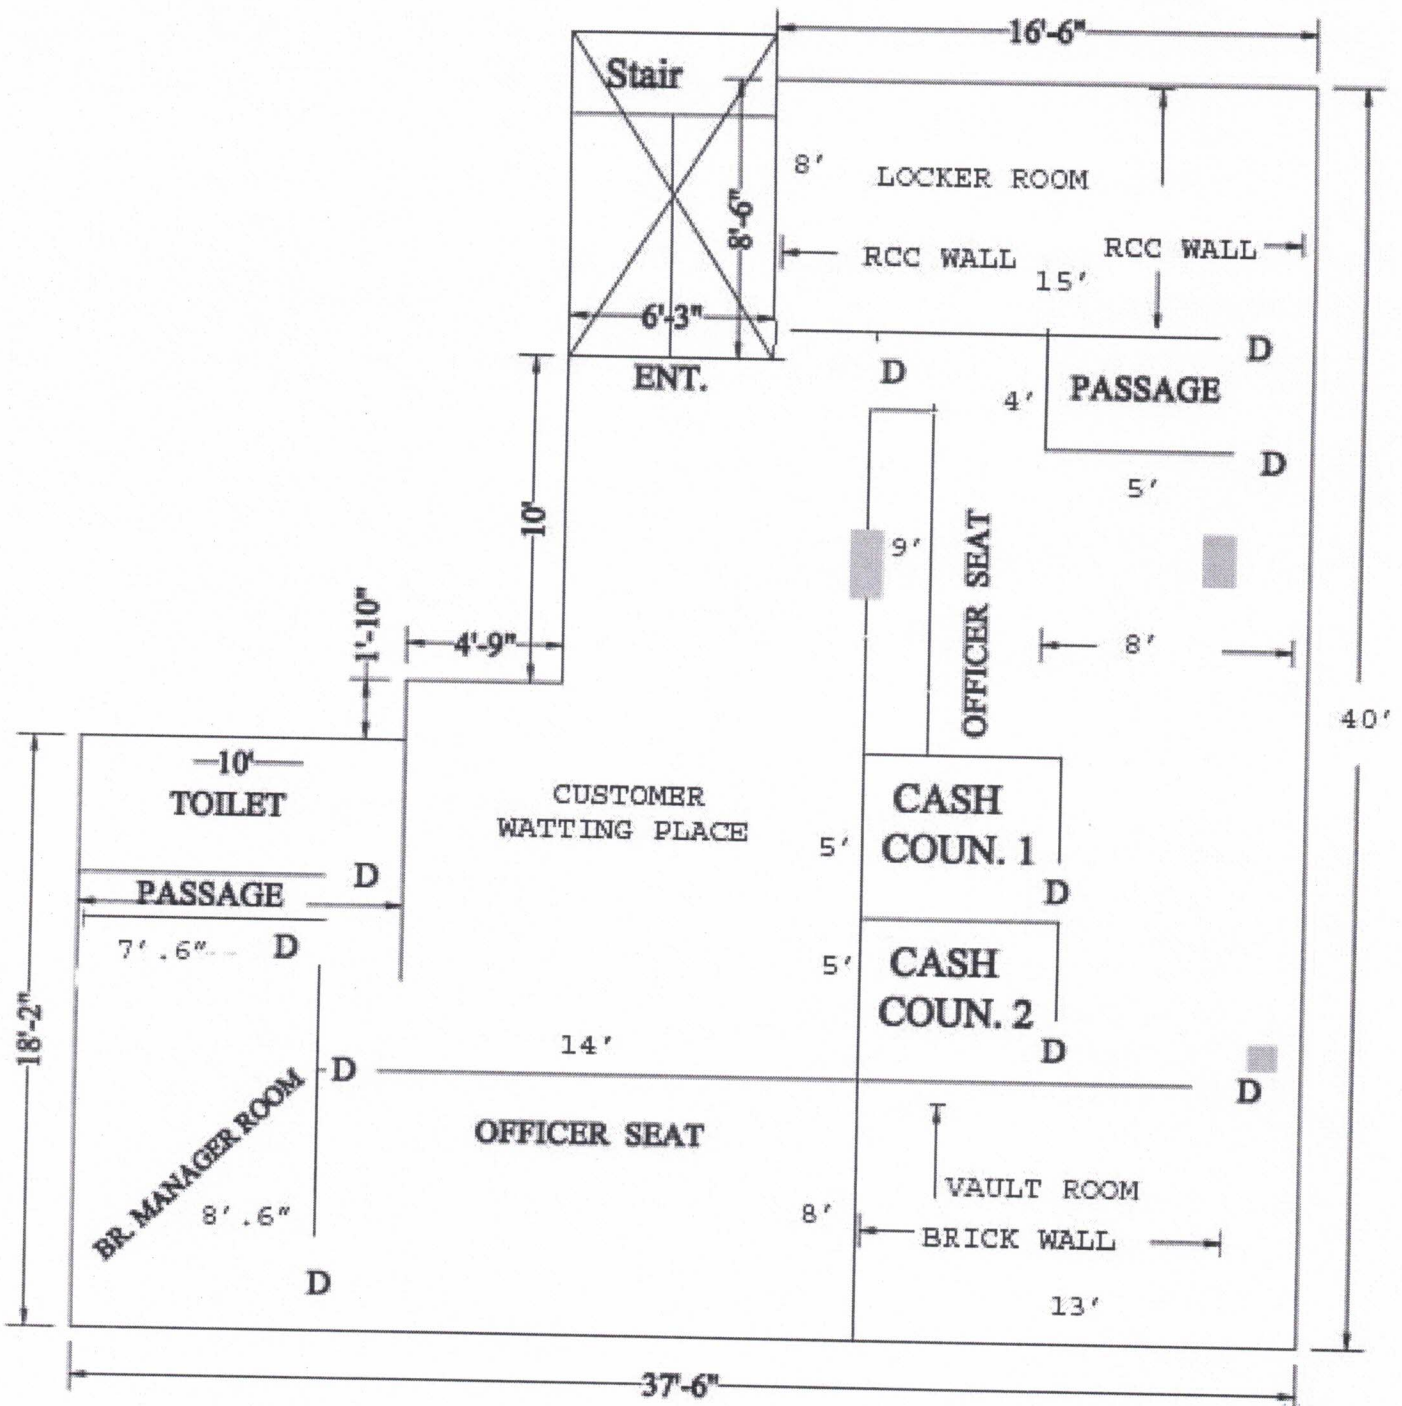 16'-6"
Stair
8'
LOCKER ROOM
8'-6"
RCC WALL
RCC WALL
15'
6'-3"
ENT.
D
D
4'
PASSAGE
D
5'
10'
9'
OFFICER SEAT
1'-10"
4'-9"
8'
40'
10'
TOILET
CUSTOMER
WATTING PLACE
CASH
COUN. 1
5'
D
D
PASSAGE
7'.6"
D
CASH
COUN. 2
5'
D
18'-2"
14'
D
D
BR. MANAGER ROOM
OFFICER SEAT
8'.6"
8'
VAULT ROOM
BRICK WALL
D
13'
37'-6"